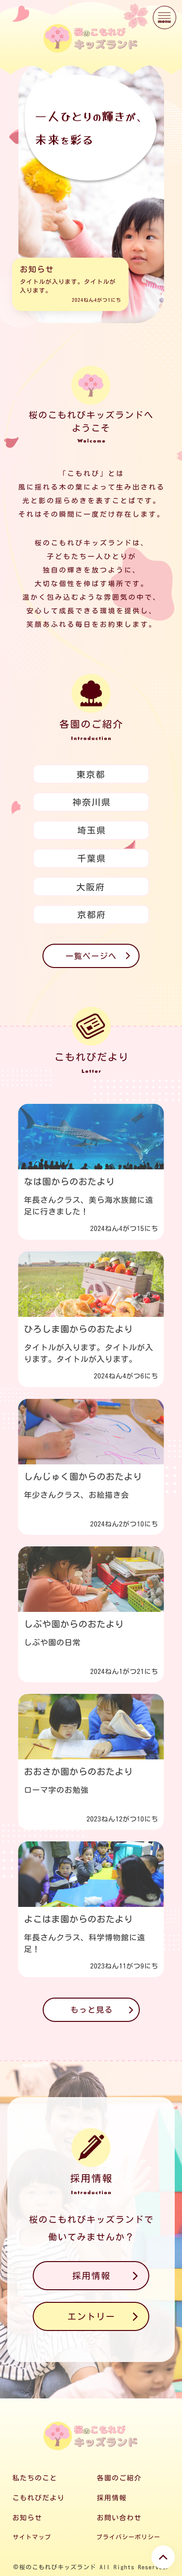 桜のこもれび
キッズランド
一人ひとりの輝きが、
未来を彩る
お知らせ
タイトルが入ります。タイトルが
入ります。
2024ねん4がつ1にち
桜のこもれびキッズランドへ
ようこそ
Welcome
「こもれび」とは
風に揺れる木の葉によって生み出される
光と影の揺らめきを表すことばです。
それはその瞬間に一度だけ存在します。
桜のこもれびキッズランドは、
子どもたち一人ひとりが
独自の輝きを放つように、
大切な個性を伸ばす場所です。
温かく包み込むような雰囲気の中で、
安心して成長できる環境を提供し、
笑顔あふれる毎日をお約束します。
各園のご紹介
Introduction
東京都
神奈川県
埼玉県
千葉県
大阪府
京都府
一覧ページへ
こもれびだより
Letter
なは園からのおたより
年長さんクラス、美ら海水族館に遠
足に行きました！
2024ねん4がつ15にち
ひろしま園からのおたより
タイトルが入ります。タイトルが入
ります。タイトルが入ります。
2024ねん4がつ6にち
しんじゅく園からのおたより
年少さんクラス、お絵描き会
2024ねん2がつ10にち
しぶや園からのおたより
しぶや園の日常
2024ねん1がつ21にち
おおさか園からのおたより
ローマ字のお勉強
2023ねん12がつ10にち
よこはま園からのおたより
年長さんクラス、科学博物館に遠
足！
2023ねん11がつ9にち
もっと見る
採用情報
Introduction
桜のこもれびキッズランドで
働いてみませんか？
採用情報
エントリー
桜のこもれび
キッズランド
私たちのこと
各園のご紹介
こもれびだより
採用情報
お知らせ
お問い合わせ
サイトマップ
プライバシーポリシー
©桜のこもれびキッズランド All Rights Reserved.